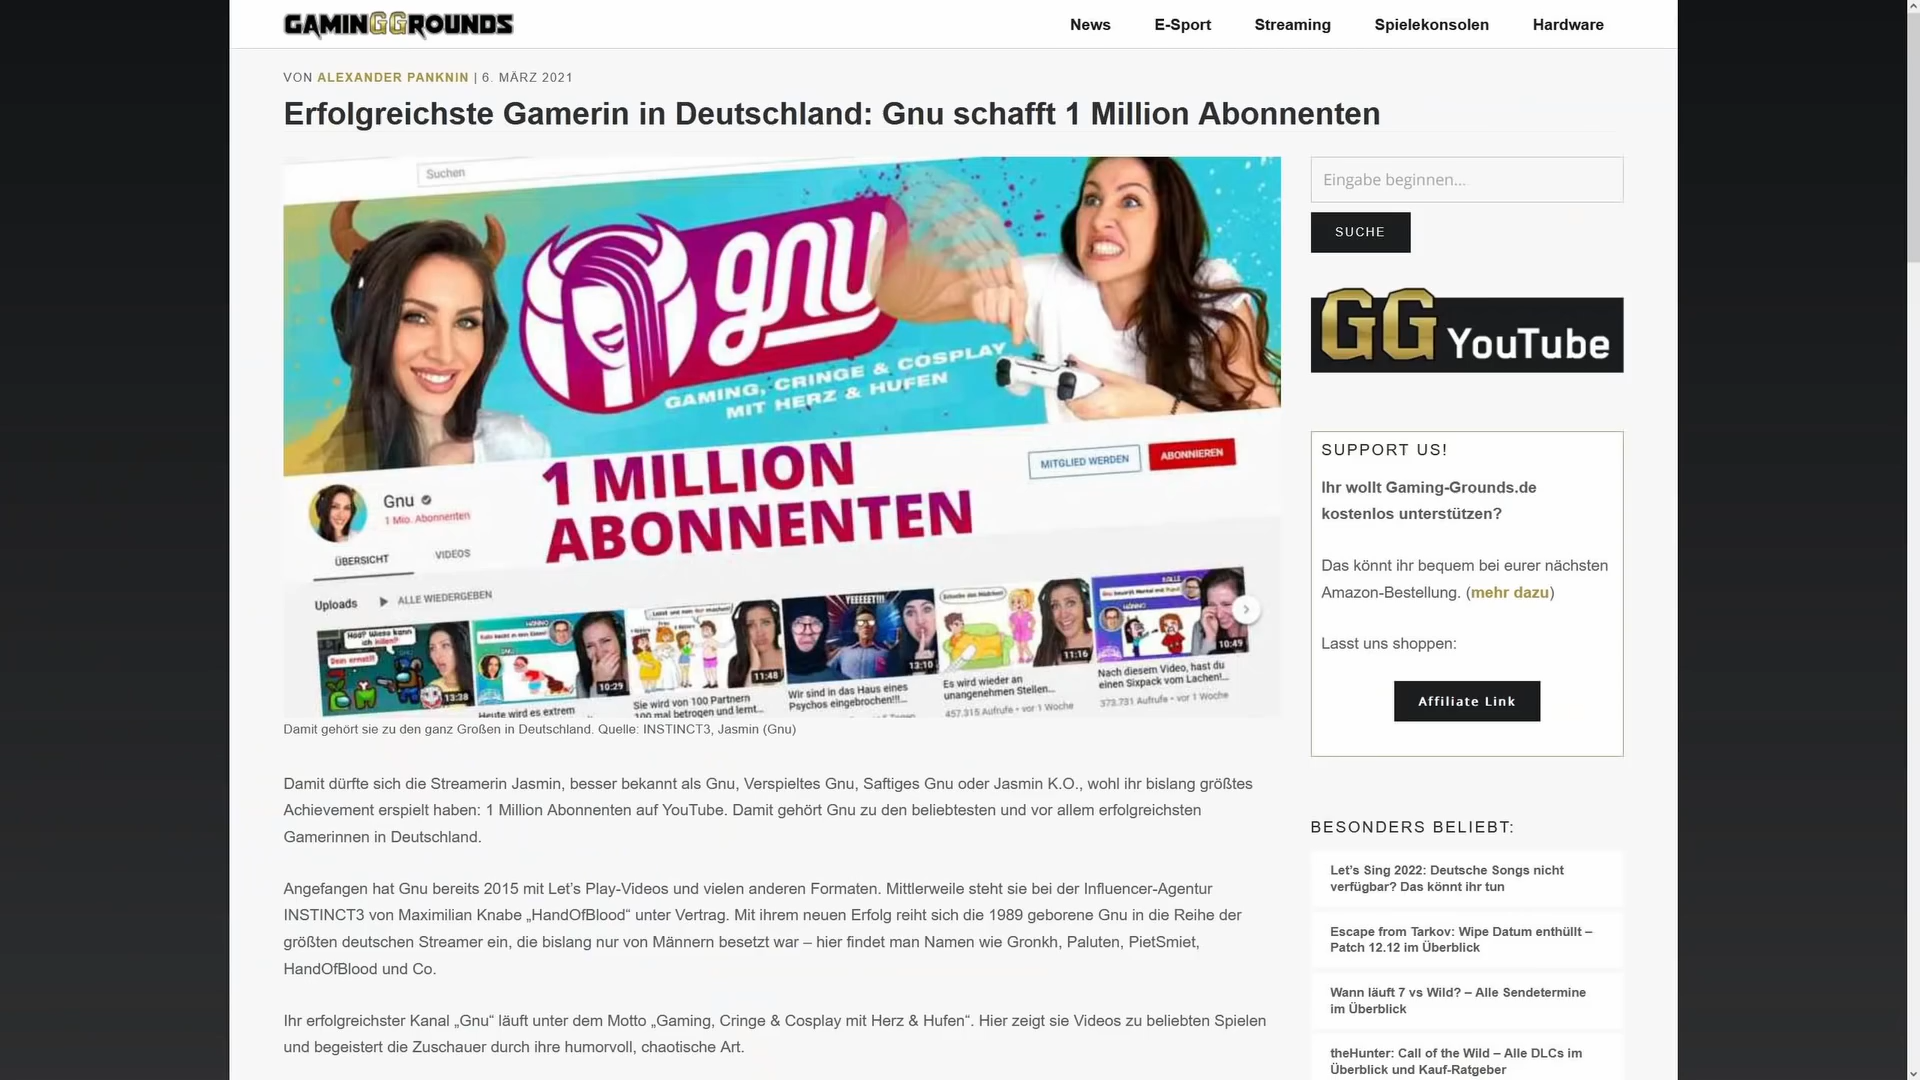 GAMINGGROUNDS
News
E-Sport
Streaming
Spielekonsolen
Hardware
VON ALEXANDER PANKNIN | 6. MÄRZ 2021
Erfolgreichste Gamerin in Deutschland: Gnu schafft 1 Million Abonnenten
Suchen
gnu
GAMING, CRINGE & COSPLAY
MIT HERZ & HUFEN
1 MILLION
ABONNENTEN
MITGLIED WERDEN
ABONNIEREN
Gnu
1 Mio. Abonnenten
ÜBERSICHT
VIDEOS
Uploads
ALLE WIEDERGEBEN
Dein ernst!!
13:38
HANNO
GNU
10:29
11:48
YEEEEET!!!
13:10
11:16
KALLE
HANNO
10:49
Heute wird es extrem
Sie wird von 100 Partnern
100 mal betrogen und lernt...
Wir sind in das Haus eines
Psychos eingebrochen!!!...
Es wird wieder an
unangenehmen Stellen...
457.315 Aufrufe • vor 1 Woche
Nach diesem Video, hast du
einen Sixpack vom Lachen!...
373.731 Aufrufe • vor 1 Woche
Damit gehört sie zu den ganz Großen in Deutschland. Quelle: INSTINCT3, Jasmin (Gnu)
Damit dürfte sich die Streamerin Jasmin, besser bekannt als Gnu, Verspieltes Gnu, Saftiges Gnu oder Jasmin K.O., wohl ihr bislang größtes
Achievement erspielt haben: 1 Million Abonnenten auf YouTube. Damit gehört Gnu zu den beliebtesten und vor allem erfolgreichsten
Gamerinnen in Deutschland.
Angefangen hat Gnu bereits 2015 mit Let’s Play-Videos und vielen anderen Formaten. Mittlerweile steht sie bei der Influencer-Agentur
INSTINCT3 von Maximilian Knabe „HandOfBlood“ unter Vertrag. Mit ihrem neuen Erfolg reiht sich die 1989 geborene Gnu in die Reihe der
größten deutschen Streamer ein, die bislang nur von Männern besetzt war – hier findet man Namen wie Gronkh, Paluten, PietSmiet,
HandOfBlood und Co.
Ihr erfolgreichster Kanal „Gnu“ läuft unter dem Motto „Gaming, Cringe & Cosplay mit Herz & Hufen“. Hier zeigt sie Videos zu beliebten Spielen
und begeistert die Zuschauer durch ihre humorvoll, chaotische Art.
Eingabe beginnen...
SUCHE
GG YouTube
SUPPORT US!
Ihr wollt Gaming-Grounds.de
kostenlos unterstützen?
Das könnt ihr bequem bei eurer nächsten
Amazon-Bestellung. (mehr dazu)
Lasst uns shoppen:
Affiliate Link
BESONDERS BELIEBT:
Let’s Sing 2022: Deutsche Songs nicht
verfügbar? Das könnt ihr tun
Escape from Tarkov: Wipe Datum enthüllt –
Patch 12.12 im Überblick
Wann läuft 7 vs Wild? – Alle Sendetermine
im Überblick
theHunter: Call of the Wild – Alle DLCs im
Überblick und Kauf-Ratgeber